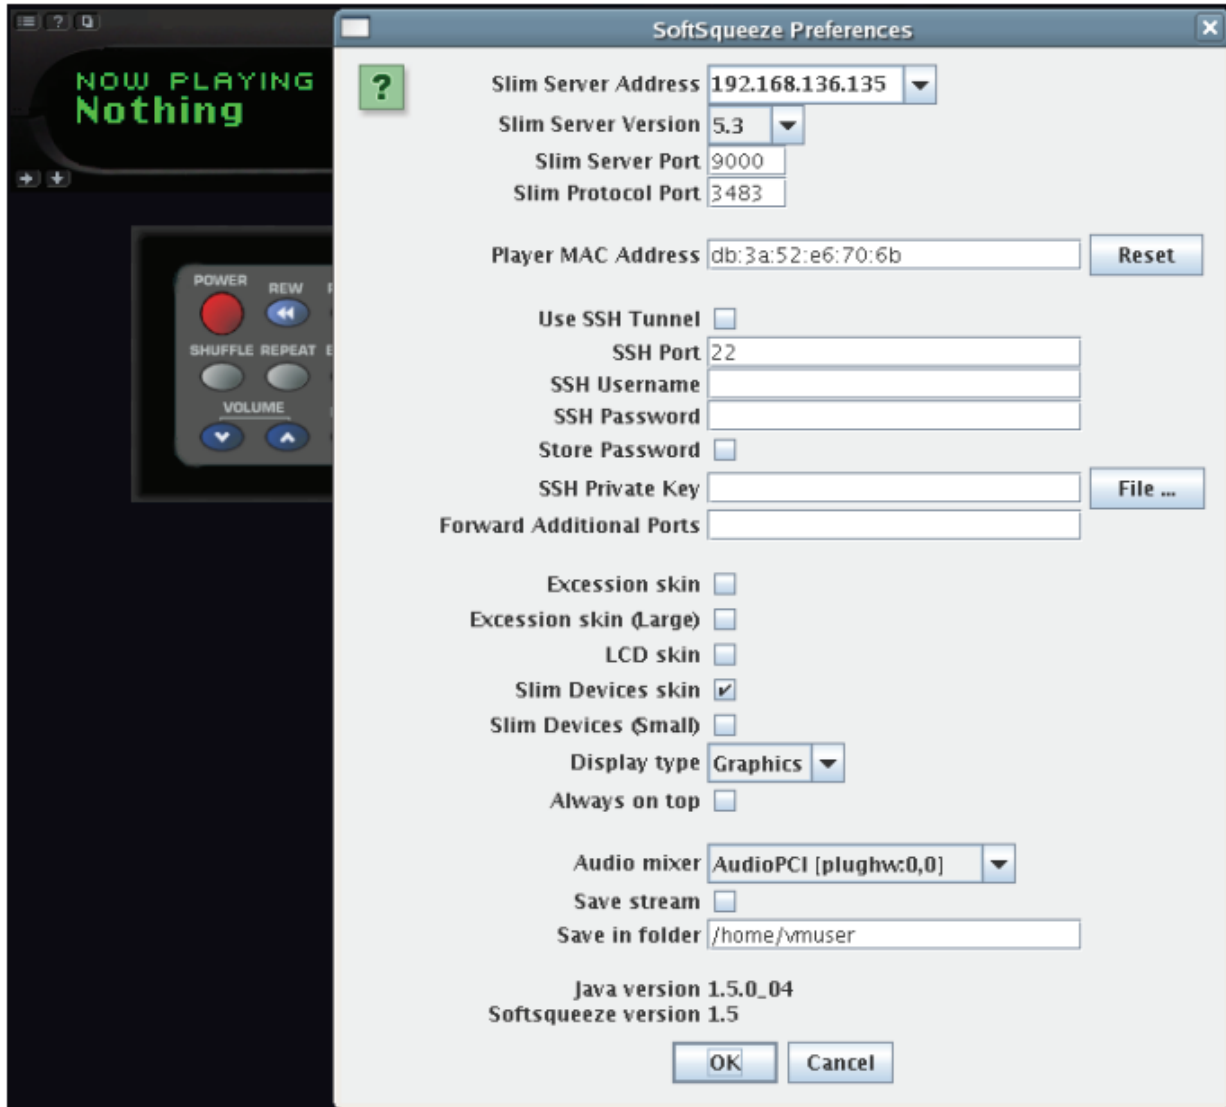 SoftSqueeze Preferences
NOW PLAYING
Nothing
?
Slim Server Address 192.168.136.135
Slim Server Version 5.3
Slim Server Port 9000
Slim Protocol Port 3483
Player MAC Address db:3a:52:e6:70:6b Reset
POWER REW
SHUFFLE REPEAT
VOLUME
Use SSH Tunnel
SSH Port 22
SSH Username
SSH Password
Store Password
SSH Private Key File ...
Forward Additional Ports
Excession skin
Excession skin (Large)
LCD skin
Slim Devices skin
Slim Devices (Small)
Display type Graphics
Always on top
Audio mixer AudioPCI [plughw:0,0]
Save stream
Save in folder /home/vmuser
Java version 1.5.0_04
Softsqueeze version 1.5
OK Cancel